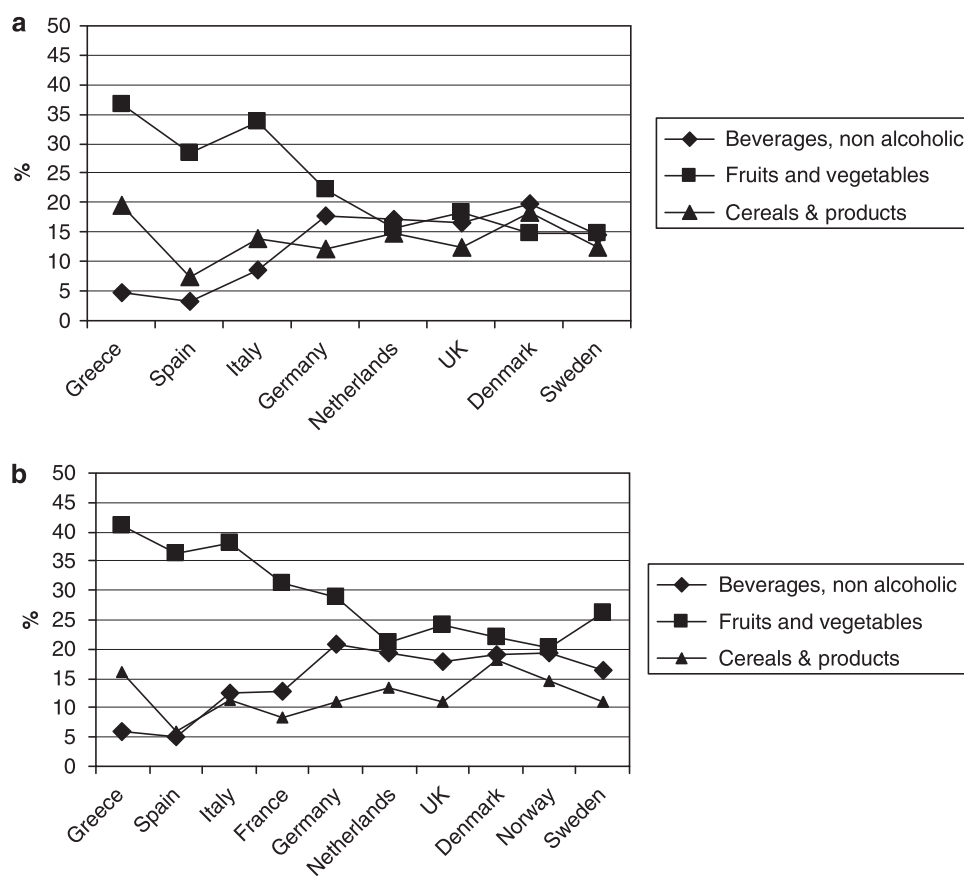 a
50
45
40
35
30
25
20
15
10
5
0
%
Greece
Spain
Italy
Germany
Netherlands
UK
Denmark
Sweden
Beverages, non alcoholic
Fruits and vegetables
Cereals & products
b
50
45
40
35
30
25
20
15
10
5
0
%
Greece
Spain
Italy
France
Germany
Netherlands
UK
Denmark
Norway
Sweden
Beverages, non alcoholic
Fruits and vegetables
Cereals & products